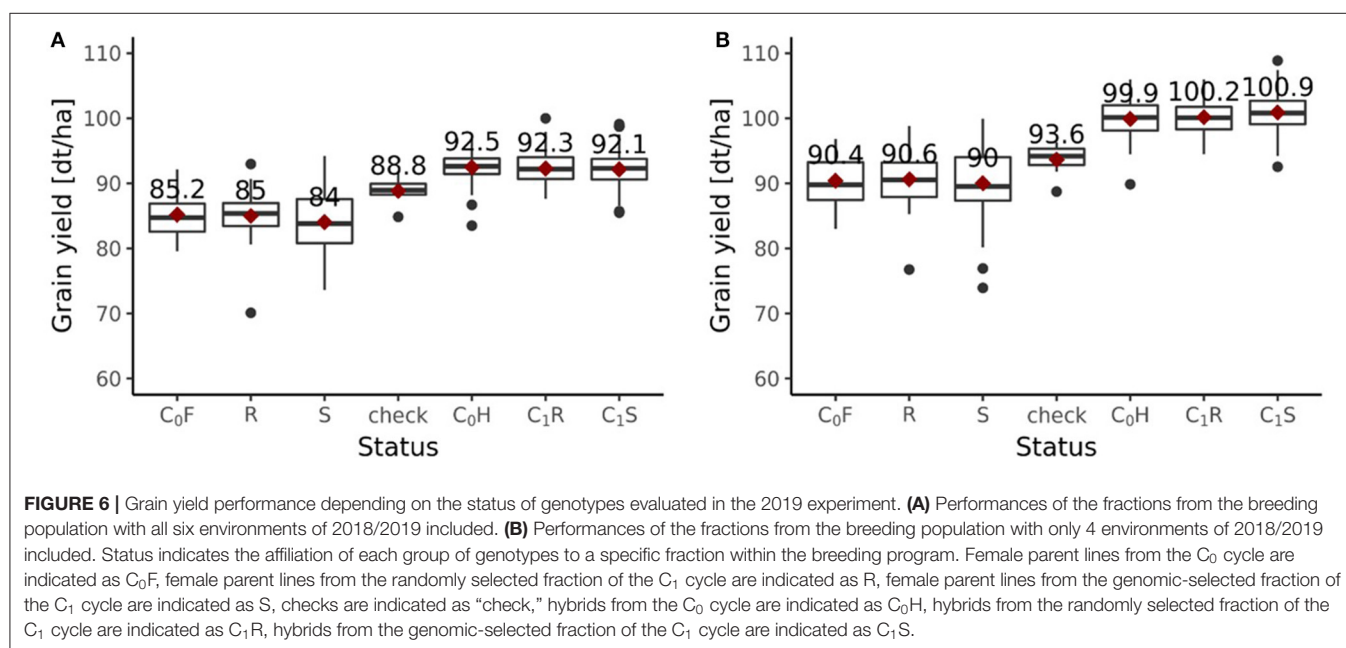 A
B
Grain yield [dt/ha]
110
100
90
80
70
60
85.2
85
84
88.8
92.5
92.3
92.1
C₀F
R
S
check
C₀H
C₁R
C₁S
Status
Grain yield [dt/ha]
110
100
90
80
70
60
90.4
90.6
90
93.6
99.9
100.2
100.9
C₀F
R
S
check
C₀H
C₁R
C₁S
Status
FIGURE 6 | Grain yield performance depending on the status of genotypes evaluated in the 2019 experiment. (A) Performances of the fractions from the breeding
population with all six environments of 2018/2019 included. (B) Performances of the fractions from the breeding population with only 4 environments of 2018/2019
included. Status indicates the affiliation of each group of genotypes to a specific fraction within the breeding program. Female parent lines from the C₀ cycle are
indicated as C₀F, female parent lines from the randomly selected fraction of the C₁ cycle are indicated as R, female parent lines from the genomic-selected fraction of
the C₁ cycle are indicated as S, checks are indicated as “check,” hybrids from the C₀ cycle are indicated as C₀H, hybrids from the randomly selected fraction of the
C₁ cycle are indicated as C₁R, hybrids from the genomic-selected fraction of the C₁ cycle are indicated as C₁S.